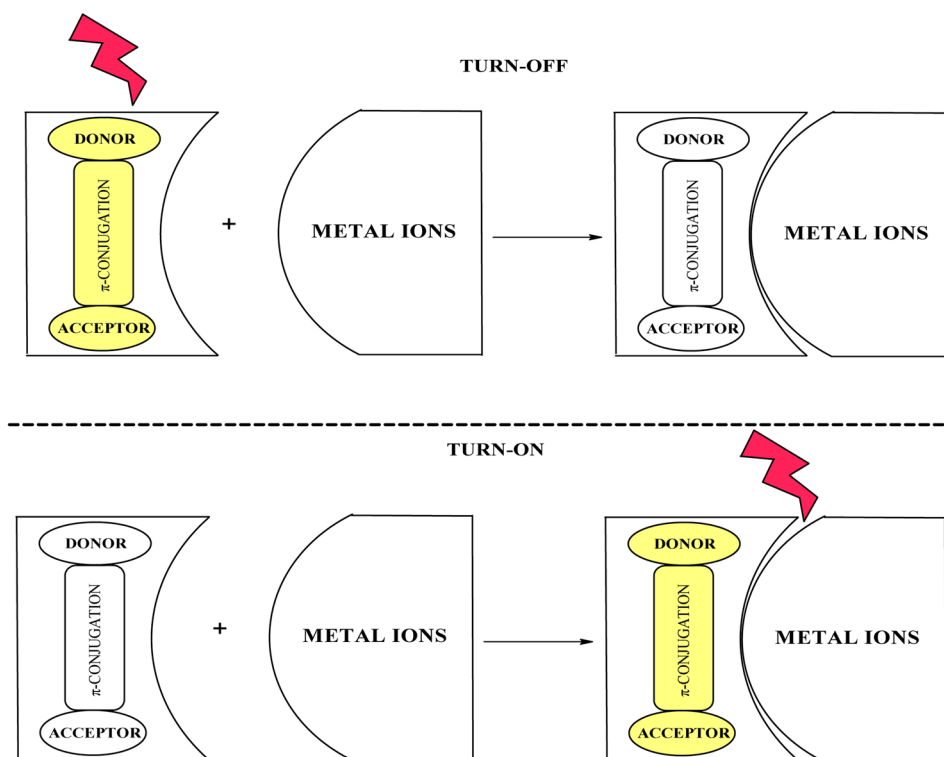 TURN-OFF
DONOR
π-CONJUGATION
ACCEPTOR
+
METAL IONS
DONOR
π-CONJUGATION
ACCEPTOR
METAL IONS
TURN-ON
DONOR
π-CONJUGATION
ACCEPTOR
+
METAL IONS
DONOR
π-CONJUGATION
ACCEPTOR
METAL IONS